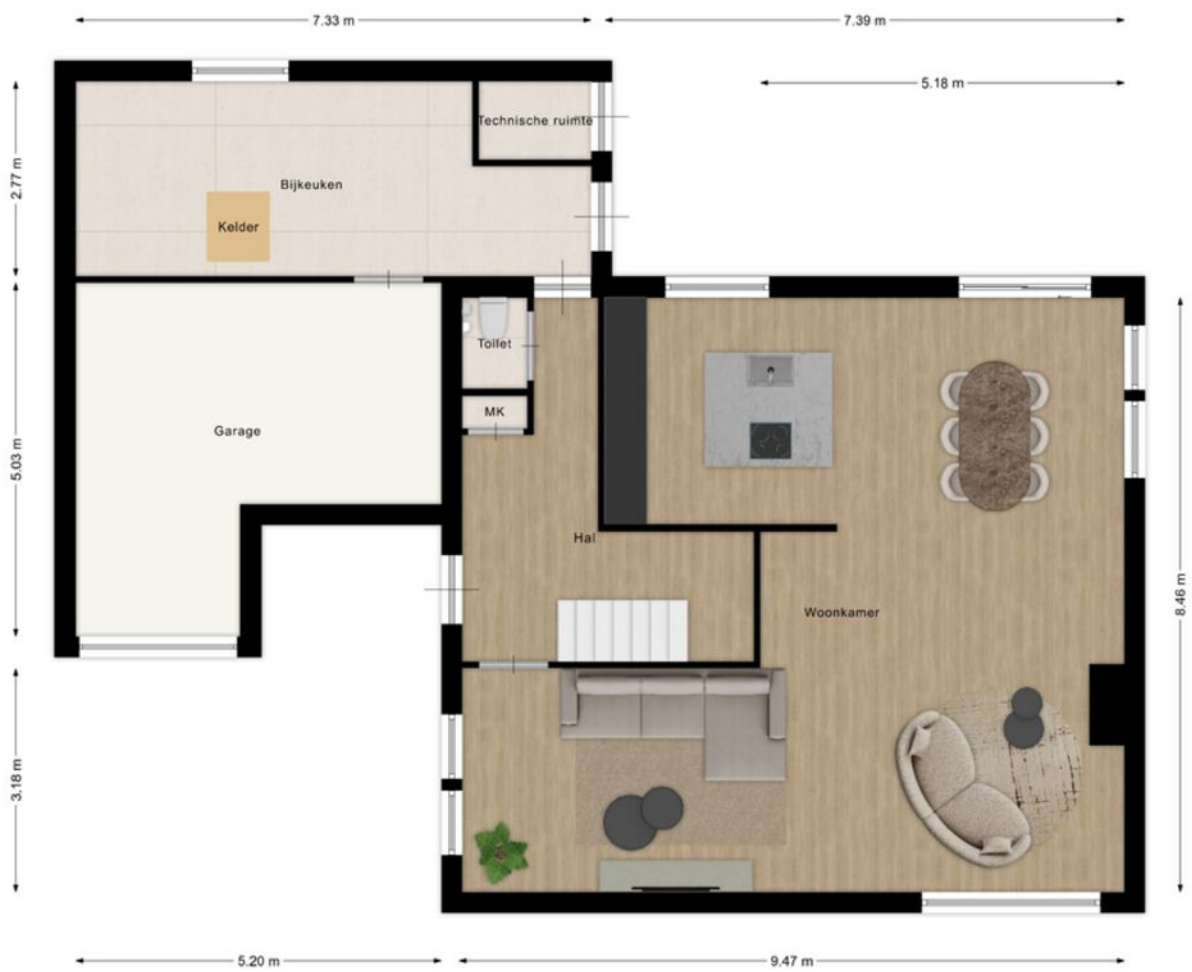 7.33 m
7.39 m
5.18 m
Technische ruimte
2.77 m
Bijkeuken
Kelder
Toilet
MK
Garage
5.03 m
Hal
8.46 m
Woonkamer
3.18 m
5.20 m
9.47 m